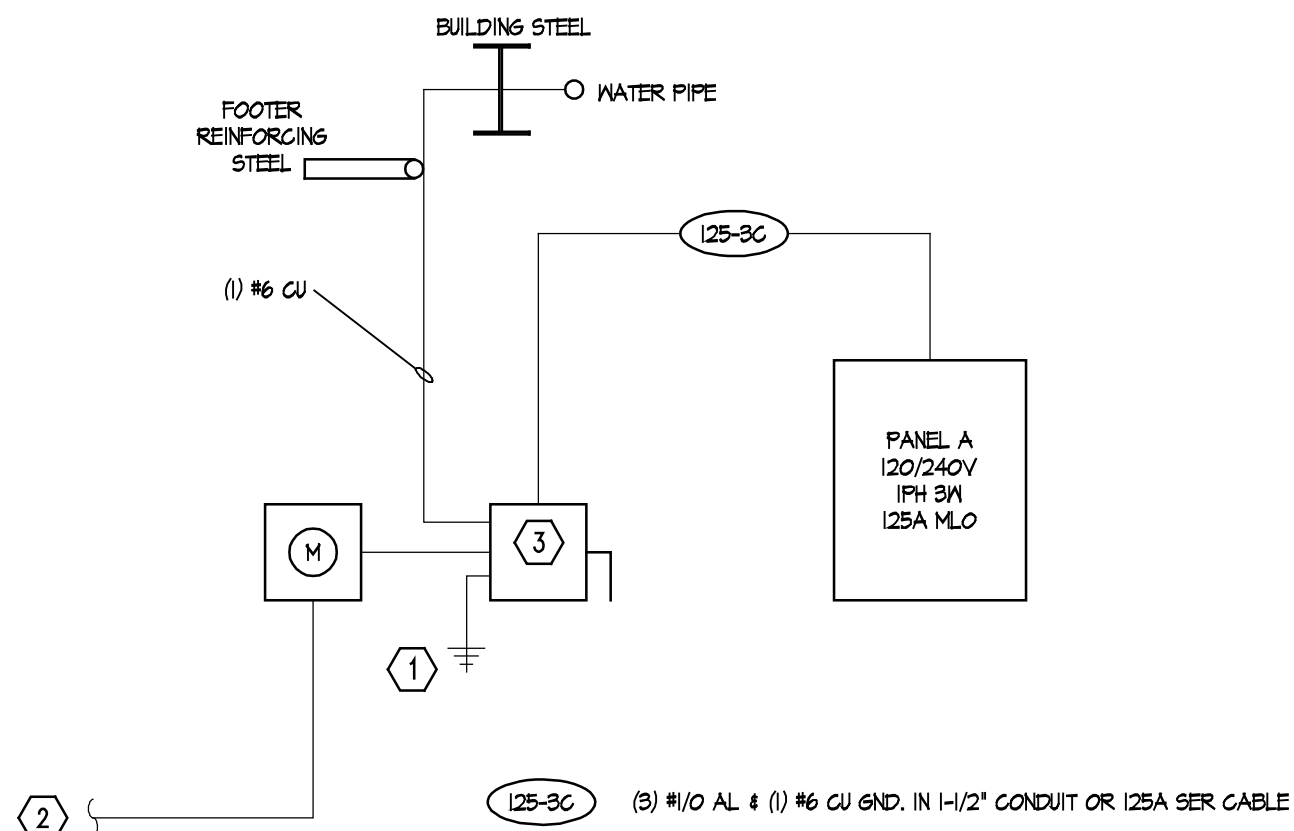 BUILDING STEEL
WATER PIPE
FOOTER
REINFORCING
STEEL
125-3C
(1) #6 CU
PANEL A
120/240V
1PH 3W
125A MLO
M
3
1
2
125-3C
(3) #1/0 AL & (1) #6 CU GND. IN 1-1/2" CONDUIT OR 125A SER CABLE